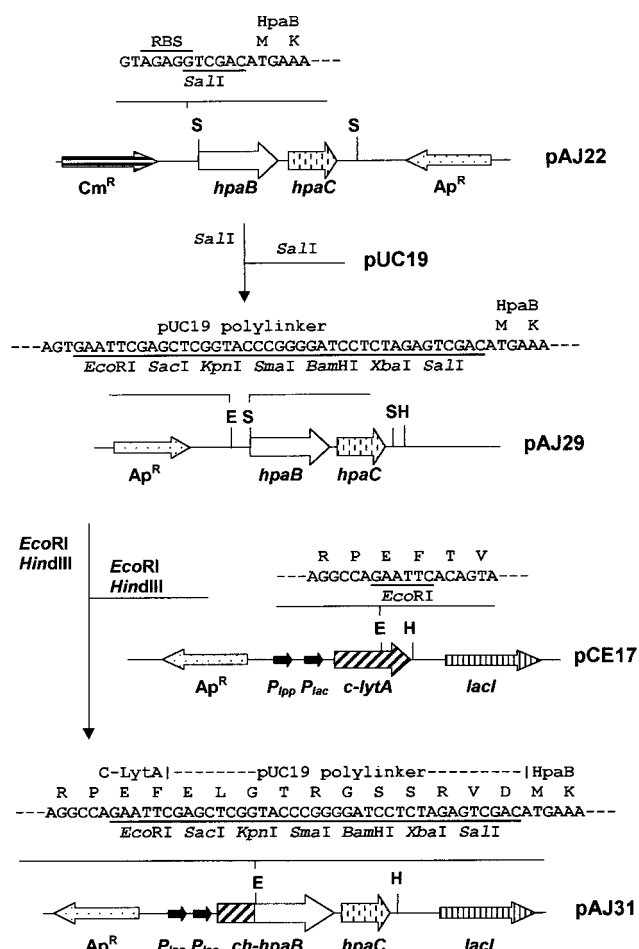 HpaB
RBS M K
GTAGAGGTCGACATGAAA---
SalI
S S
pAJ22
CmR hpaB hpaC ApR
SalI SalI
pUC19
HpaB
pUC19 polylinker M K
---AGTGAATTCGAGCTCGGTACCCGGGGATCCTCTAGAGTCGACATGAAA---
EcoRI SacI KpnI SmaI BamHI XbaI SalI
E S SH
pAJ29
ApR hpaB hpaC
EcoRI
HindIII
EcoRI
HindIII
R P E F T V
---AGGCCAGAATTCACAGTA---
EcoRI
E H
pCE17
ApR Plpp Plac c-lytA lacI
C-LytA|--------pUC19 polylinker----------|HpaB
R P E F E L G T R G S S R V D M K
---AGGCCAGAATTCGAGCTCGGTACCCGGGGATCCTCTAGAGTCGACATGAAA---
EcoRI SacI KpnI SmaI BamHI XbaI SalI
E H
pAJ31
ApR Plpp Plac ch-hpaB hpaC lacI